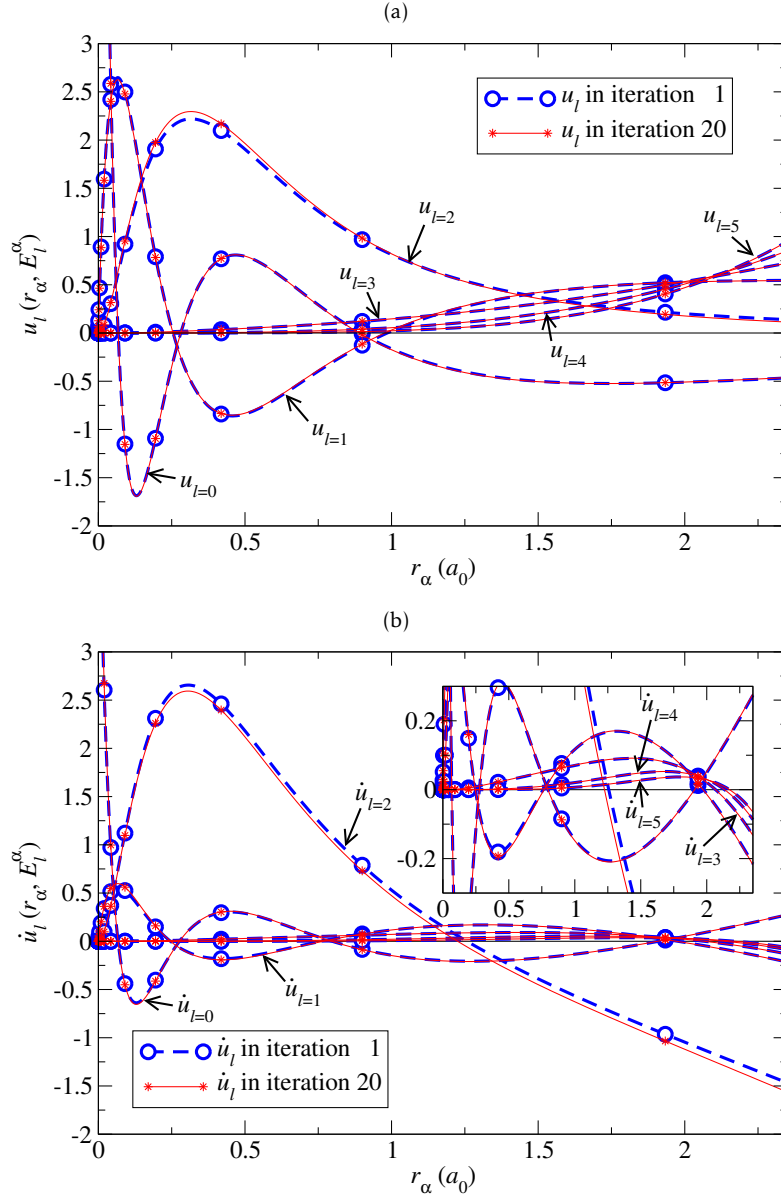 (a)
3
2.5
2
1.5
1
0.5
0
-0.5
-1
-1.5
-2
u_l (r_α, E_l^α)
u_l in iteration 1
u_l in iteration 20
u_{l=2}
u_{l=5}
u_{l=3}
u_{l=4}
u_{l=1}
u_{l=0}
0 0.5 1 1.5 2
r_α (a_0)
(b)
3
2.5
2
1.5
1
0.5
0
-0.5
-1
-1.5
-2
u̇_l (r_α, E_l^α)
0.2
0
-0.2
u̇_{l=4}
u̇_{l=5}
u̇_{l=3}
0 0.5 1 1.5 2
u̇_{l=2}
u̇_{l=0}
u̇_{l=1}
u̇_l in iteration 1
u̇_l in iteration 20
0 0.5 1 1.5 2
r_α (a_0)